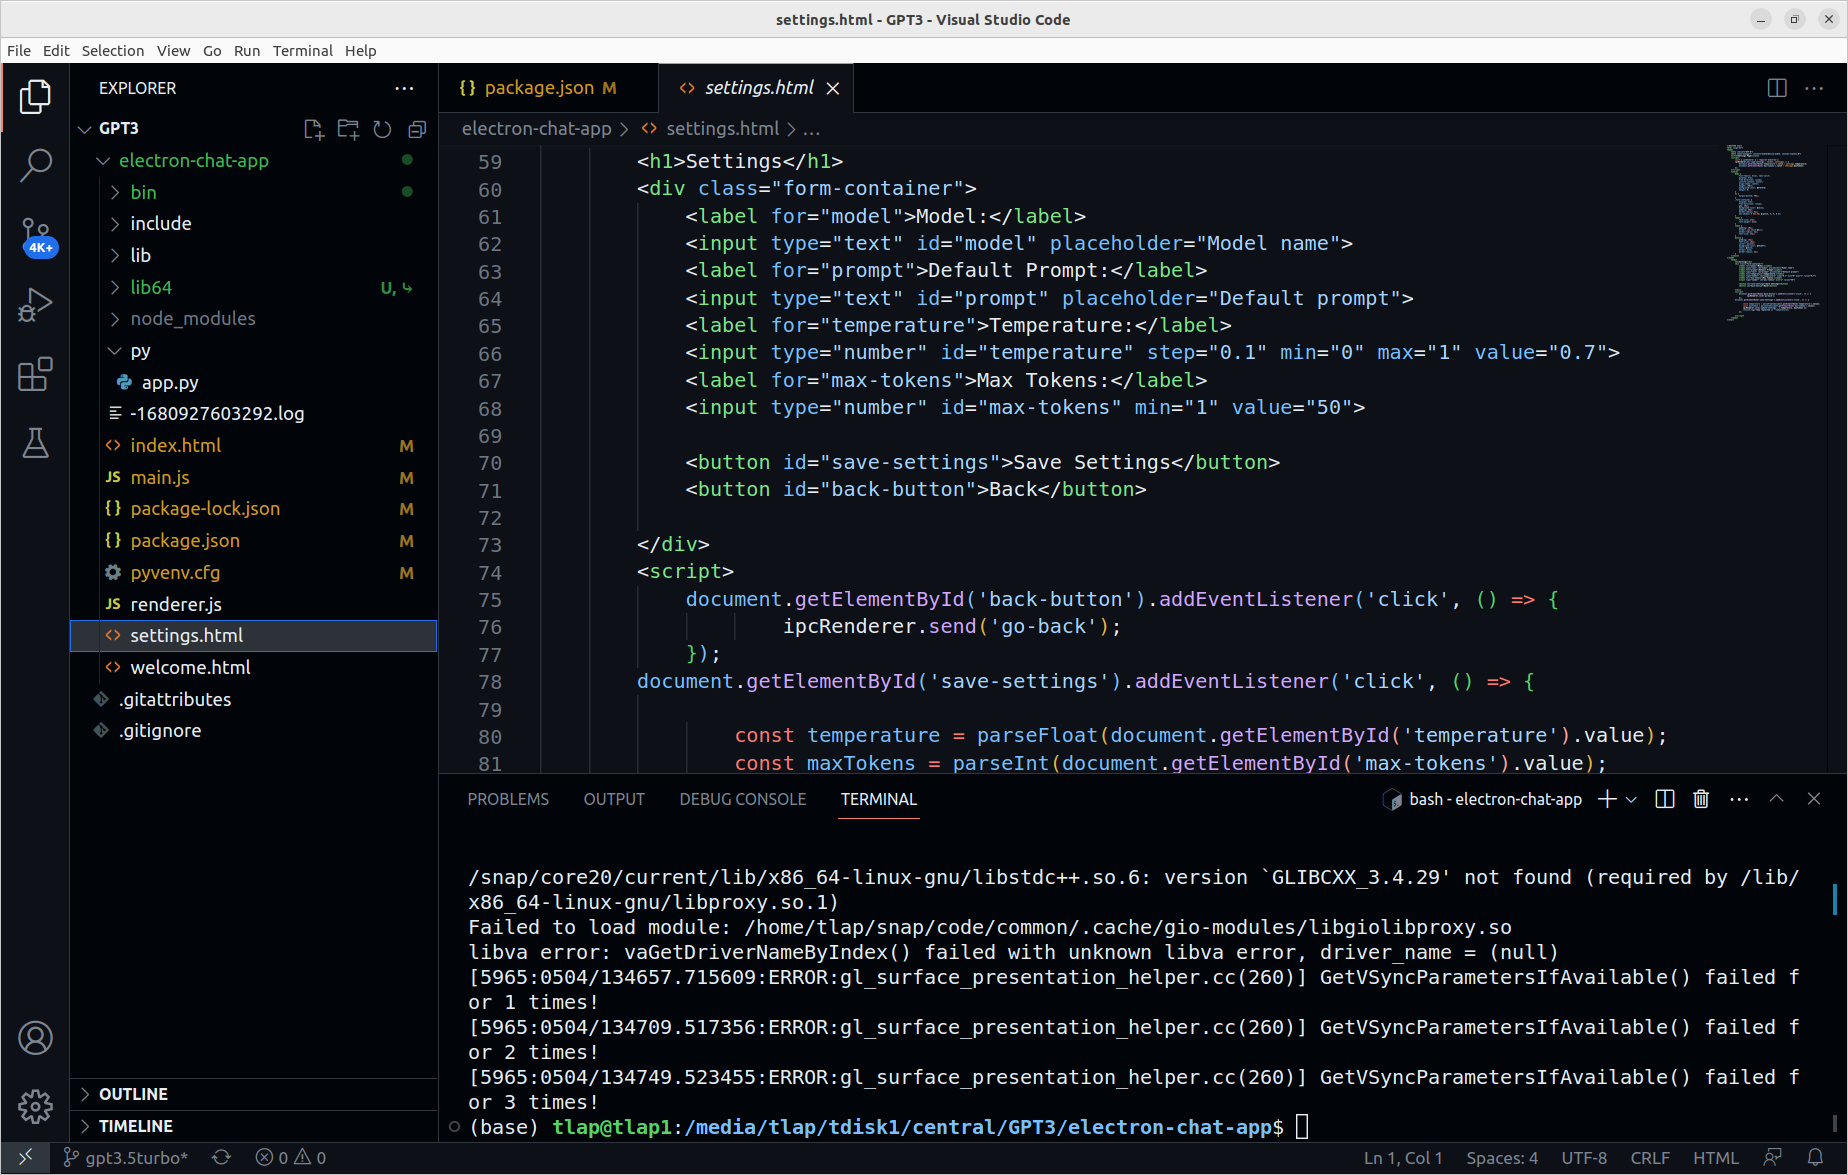 settings.html - GPT3 - Visual Studio Code
File Edit Selection View Go Run Terminal Help
EXPLORER
GPT3
electron-chat-app
bin
include
lib
lib64 U,
node_modules
py
app.py
-1680927603292.log
index.html M
main.js M
package-lock.json M
package.json M
pyvenv.cfg M
renderer.js
settings.html
welcome.html
.gitattributes
.gitignore
OUTLINE
TIMELINE
4K+
package.json M settings.html
electron-chat-app > settings.html > ...
59 <h1>Settings</h1>
60 <div class="form-container">
61 <label for="model">Model:</label>
62 <input type="text" id="model" placeholder="Model name">
63 <label for="prompt">Default Prompt:</label>
64 <input type="text" id="prompt" placeholder="Default prompt">
65 <label for="temperature">Temperature:</label>
66 <input type="number" id="temperature" step="0.1" min="0" max="1" value="0.7">
67 <label for="max-tokens">Max Tokens:</label>
68 <input type="number" id="max-tokens" min="1" value="50">
69
70 <button id="save-settings">Save Settings</button>
71 <button id="back-button">Back</button>
72
73 </div>
74 <script>
75 document.getElementById('back-button').addEventListener('click', () => {
76 ipcRenderer.send('go-back');
77 });
78 document.getElementById('save-settings').addEventListener('click', () => {
79
80 const temperature = parseFloat(document.getElementById('temperature').value);
81 const maxTokens = parseInt(document.getElementById('max-tokens').value);
PROBLEMS OUTPUT DEBUG CONSOLE TERMINAL bash - electron-chat-app
/snap/core20/current/lib/x86_64-linux-gnu/libstdc++.so.6: version `GLIBCXX_3.4.29' not found (required by /lib/
x86_64-linux-gnu/libproxy.so.1)
Failed to load module: /home/tlap/snap/code/common/.cache/gio-modules/libgiolibproxy.so
libva error: vaGetDriverNameByIndex() failed with unknown libva error, driver_name = (null)
[5965:0504/134657.715609:ERROR:gl_surface_presentation_helper.cc(260)] GetVSyncParametersIfAvailable() failed f
or 1 times!
[5965:0504/134709.517356:ERROR:gl_surface_presentation_helper.cc(260)] GetVSyncParametersIfAvailable() failed f
or 2 times!
[5965:0504/134749.523455:ERROR:gl_surface_presentation_helper.cc(260)] GetVSyncParametersIfAvailable() failed f
or 3 times!
(base) tlap@tlap1:/media/tlap/tdisk1/central/GPT3/electron-chat-app$
gpt3.5turbo* 0 0 Ln 1, Col 1 Spaces: 4 UTF-8 CRLF HTML